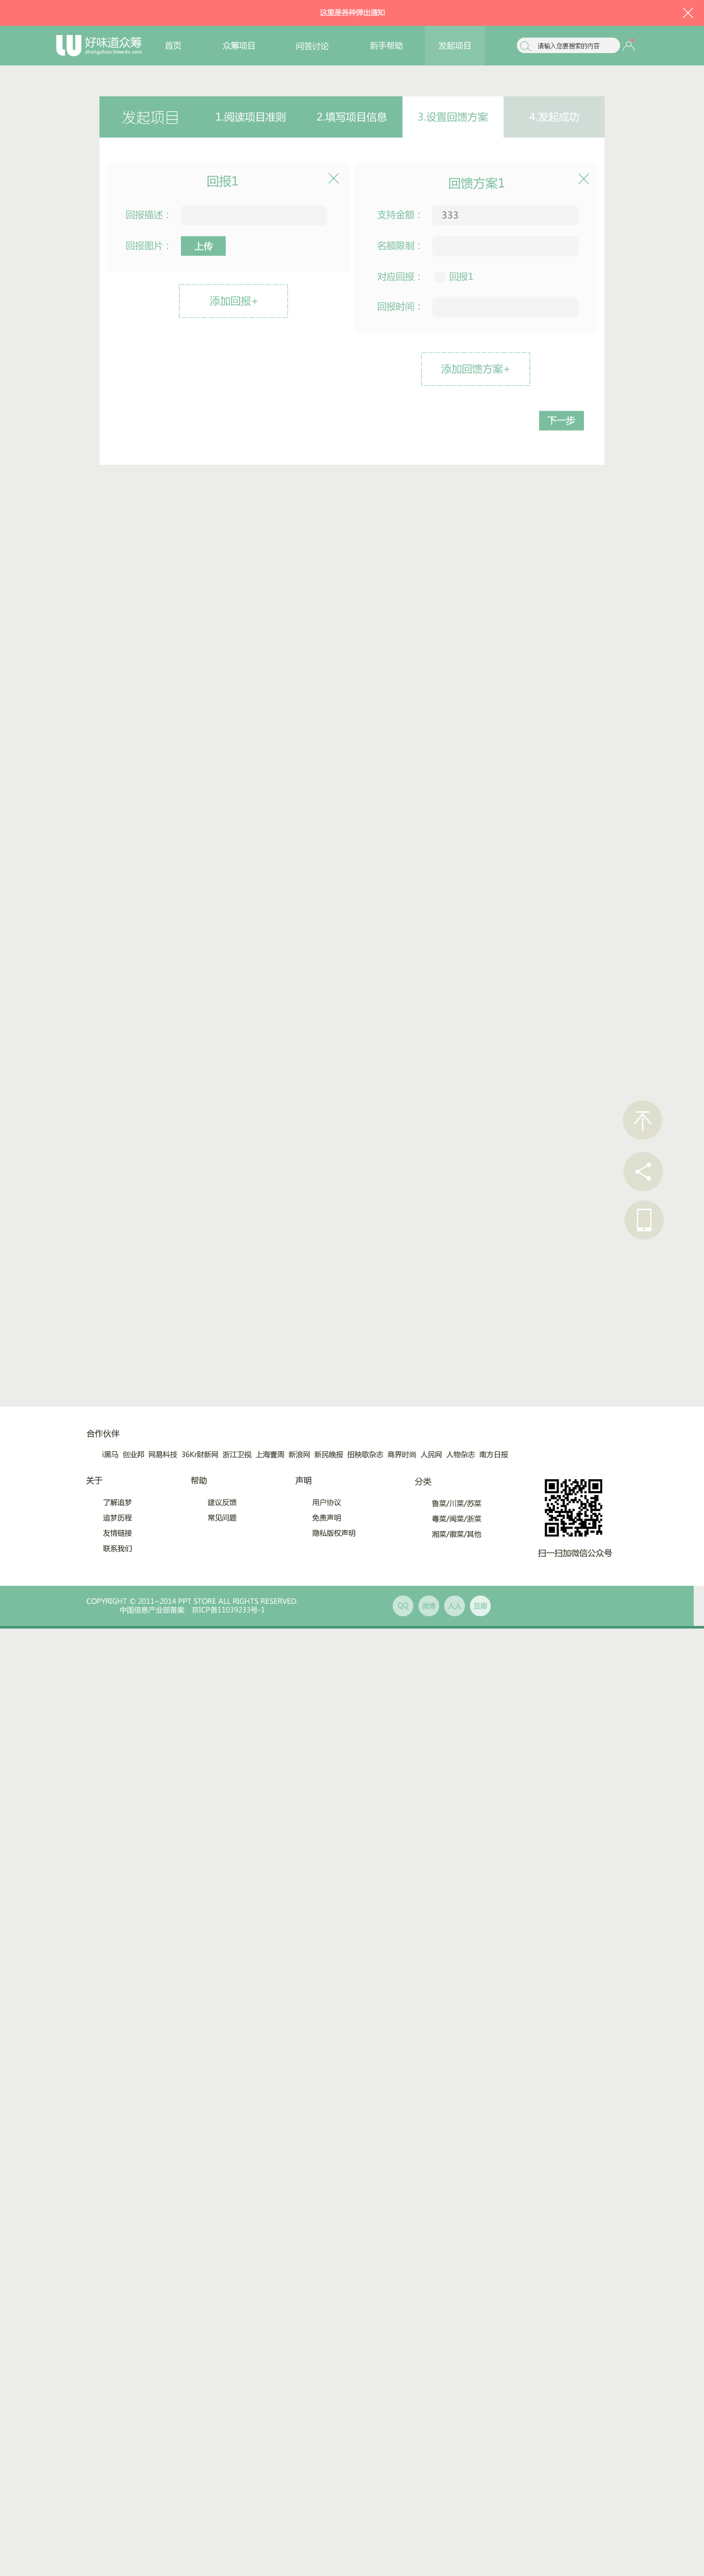 这里是各种弹出通知
好味道众筹
zhongchou.hiweido.com
首页 众筹项目 问答讨论 新手帮助 发起项目 请输入您要搜索的内容
发起项目 1.阅读项目准则 2.填写项目信息 3.设置回馈方案 4.发起成功
回报1
回报描述：
回报图片： 上传
添加回报+
回馈方案1
支持金额： 333
名额限制：
对应回报： 回报1
回报时间：
添加回馈方案+
下一步
合作伙伴
i黑马 创业邦 网易科技 36Kr财新网 浙江卫视 上海壹周 新浪网 新民晚报 扭秧歌杂志 商界时尚 人民网 人物杂志 南方日报
关于
了解追梦
追梦历程
友情链接
联系我们
帮助
建议反馈
常见问题
声明
用户协议
免责声明
隐私版权声明
分类
鲁菜/川菜/苏菜
粤菜/闽菜/浙菜
湘菜/徽菜/其他
扫一扫加微信公众号
COPYRIGHT © 2011~2014 PPT STORE ALL RIGHTS RESERVED.
中国信息产业部备案 京ICP备11039233号-1
QQ 微博 人人 豆瓣